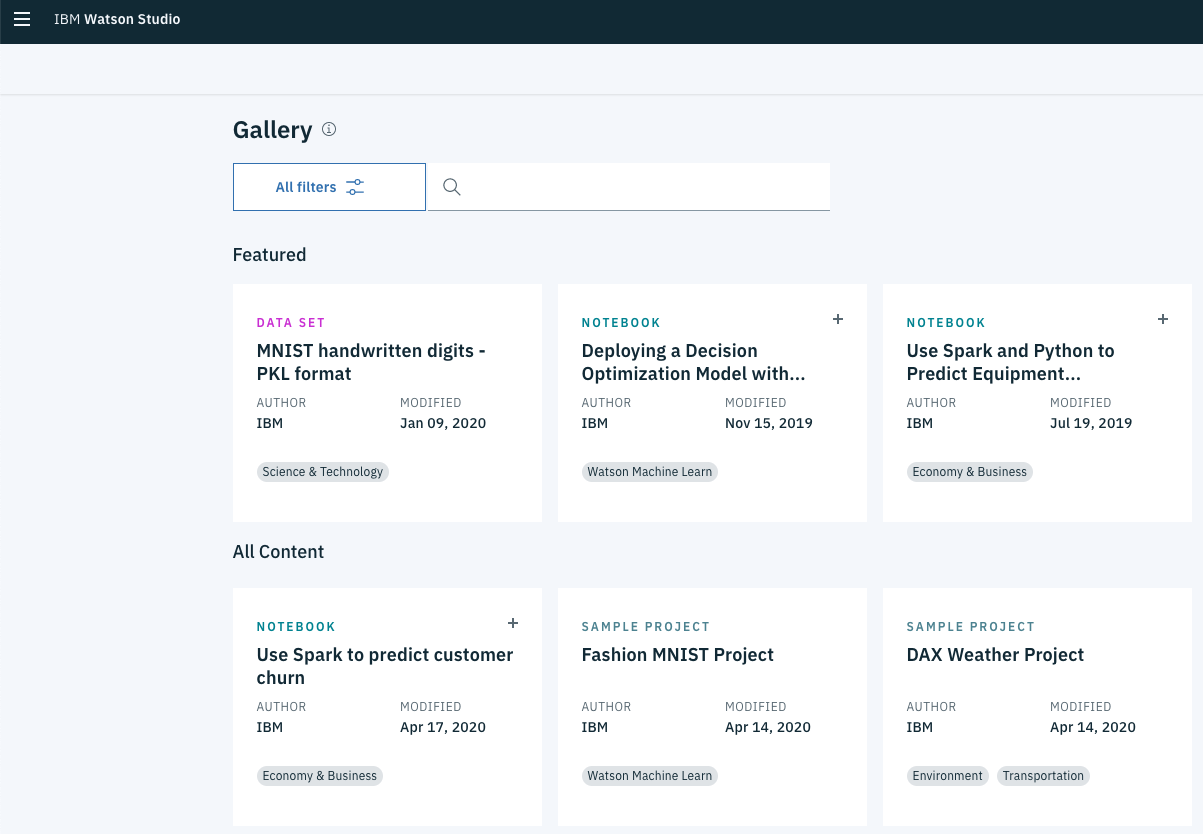 IBM Watson Studio
Gallery
All filters
Featured
DATA SET
MNIST handwritten digits -
PKL format
AUTHOR MODIFIED
IBM Jan 09, 2020
Science & Technology
NOTEBOOK
Deploying a Decision
Optimization Model with...
AUTHOR MODIFIED
IBM Nov 15, 2019
Watson Machine Learn
NOTEBOOK
Use Spark and Python to
Predict Equipment...
AUTHOR MODIFIED
IBM Jul 19, 2019
Economy & Business
All Content
NOTEBOOK
Use Spark to predict customer
churn
AUTHOR MODIFIED
IBM Apr 17, 2020
Economy & Business
SAMPLE PROJECT
Fashion MNIST Project
AUTHOR MODIFIED
IBM Apr 14, 2020
Watson Machine Learn
SAMPLE PROJECT
DAX Weather Project
AUTHOR MODIFIED
IBM Apr 14, 2020
Environment Transportation